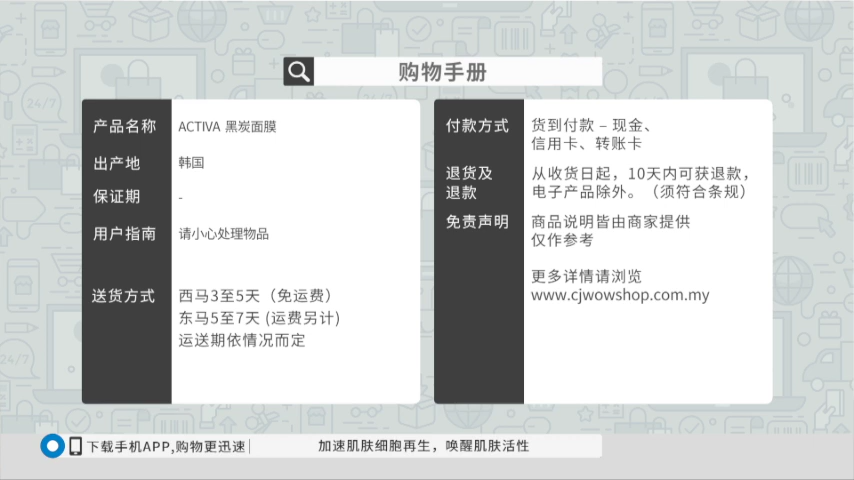 购物手册
产品名称 ACTIVA 黑炭面膜
出产地 韩国
保证期 -
用户指南 请小心处理物品
送货方式 西马3至5天（免运费）
东马5至7天 (运费另计)
运送期依情况而定
付款方式 货到付款 – 现金、
信用卡、转账卡
退货及 从收货日起，10天内可获退款，
退款 电子产品除外。（须符合条规）
免责声明 商品说明皆由商家提供
仅作参考
更多详情请浏览
www.cjwowshop.com.my
下载手机APP,购物更迅速
加速肌肤细胞再生，唤醒肌肤活性
24/7
24/7